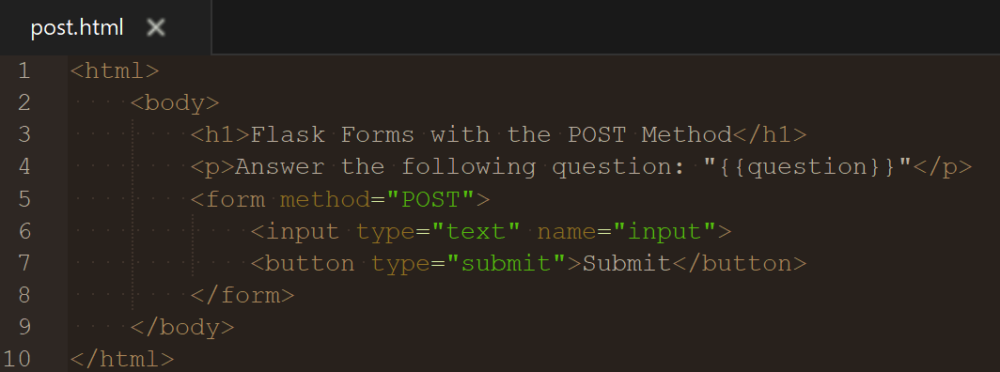 post.html
1 <html>
2 <body>
3 <h1>Flask Forms with the POST Method</h1>
4 <p>Answer the following question: "{{question}}"</p>
5 <form method="POST">
6 <input type="text" name="input">
7 <button type="submit">Submit</button>
8 </form>
9 </body>
10 </html>